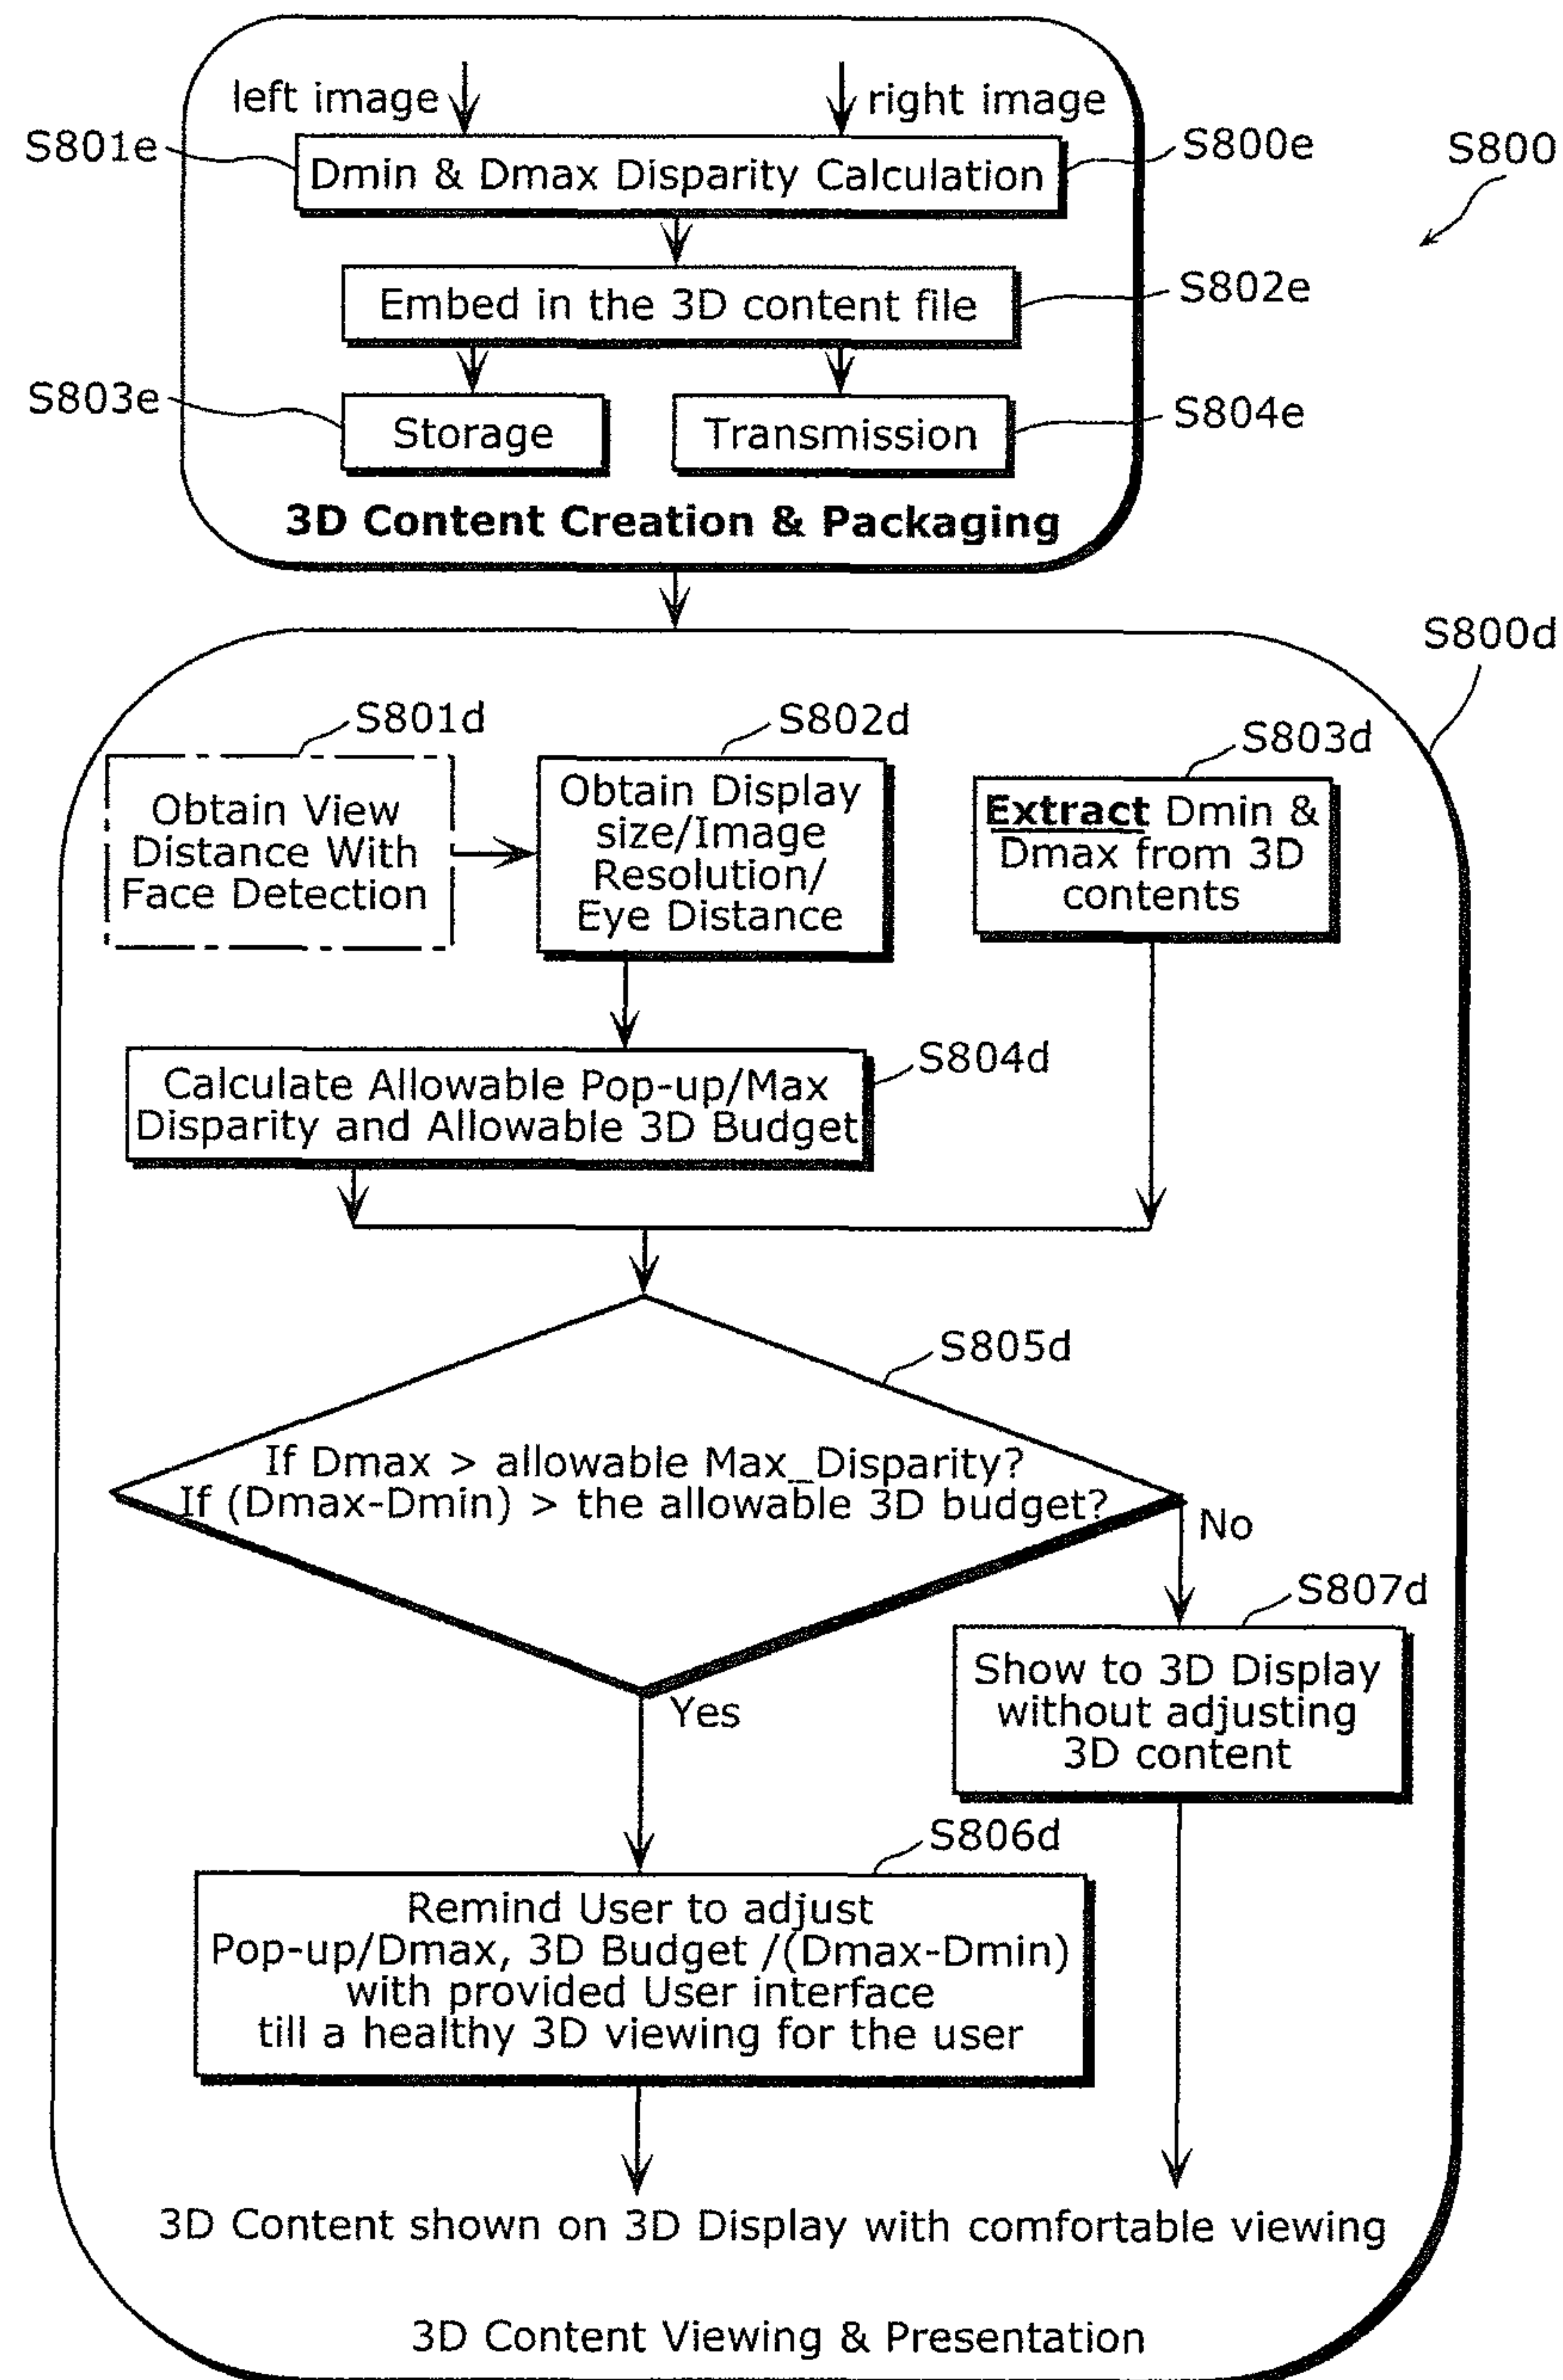 left image
right image
S801e
S800e
S800
Dmin & Dmax Disparity Calculation
Embed in the 3D content file
S802e
S803e
Storage
Transmission
S804e
3D Content Creation & Packaging
S800d
S801d
S802d
S803d
Obtain View
Distance With
Face Detection
Obtain Display
size/Image
Resolution/
Eye Distance
Extract Dmin &
Dmax from 3D
contents
S804d
Calculate Allowable Pop-up/Max
Disparity and Allowable 3D Budget
S805d
If Dmax > allowable Max_Disparity?
If (Dmax-Dmin) > the allowable 3D budget?
No
S807d
Show to 3D Display
without adjusting
3D content
Yes
S806d
Remind User to adjust
Pop-up/Dmax, 3D Budget /(Dmax-Dmin)
with provided User interface
till a healthy 3D viewing for the user
3D Content shown on 3D Display with comfortable viewing
3D Content Viewing & Presentation